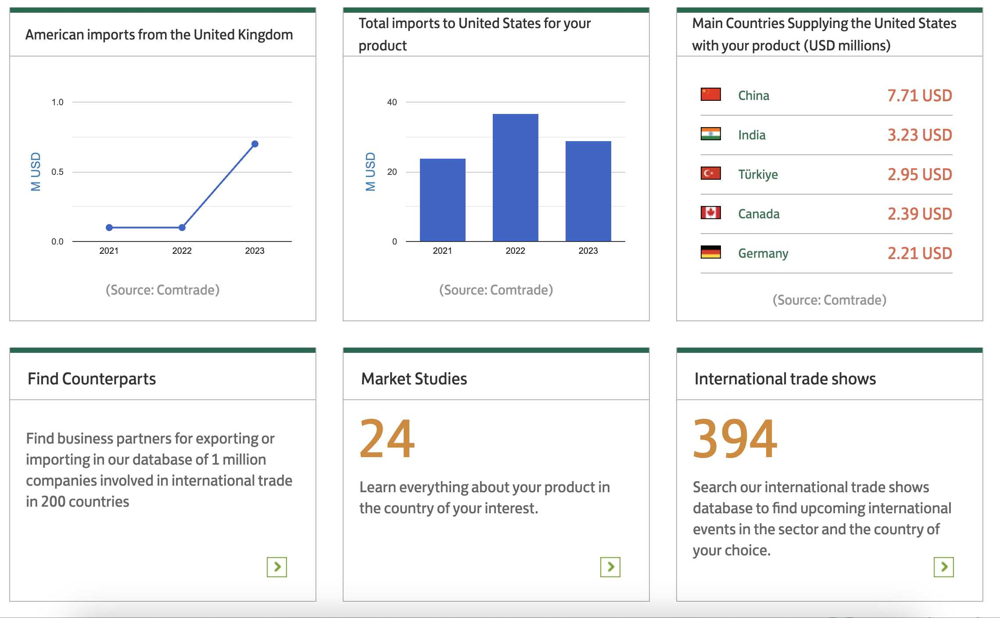 American imports from the United Kingdom
1.0
0.5
0.0
M USD
2021 2022 2023
(Source: Comtrade)
Total imports to United States for your
product
40
20
0
M USD
2021 2022 2023
(Source: Comtrade)
Main Countries Supplying the United States
with your product (USD millions)
China 7.71 USD
India 3.23 USD
Türkiye 2.95 USD
Canada 2.39 USD
Germany 2.21 USD
(Source: Comtrade)
Find Counterparts
Find business partners for exporting or
importing in our database of 1 million
companies involved in international trade
in 200 countries
Market Studies
24
Learn everything about your product in
the country of your interest.
International trade shows
394
Search our international trade shows
database to find upcoming international
events in the sector and the country of
your choice.